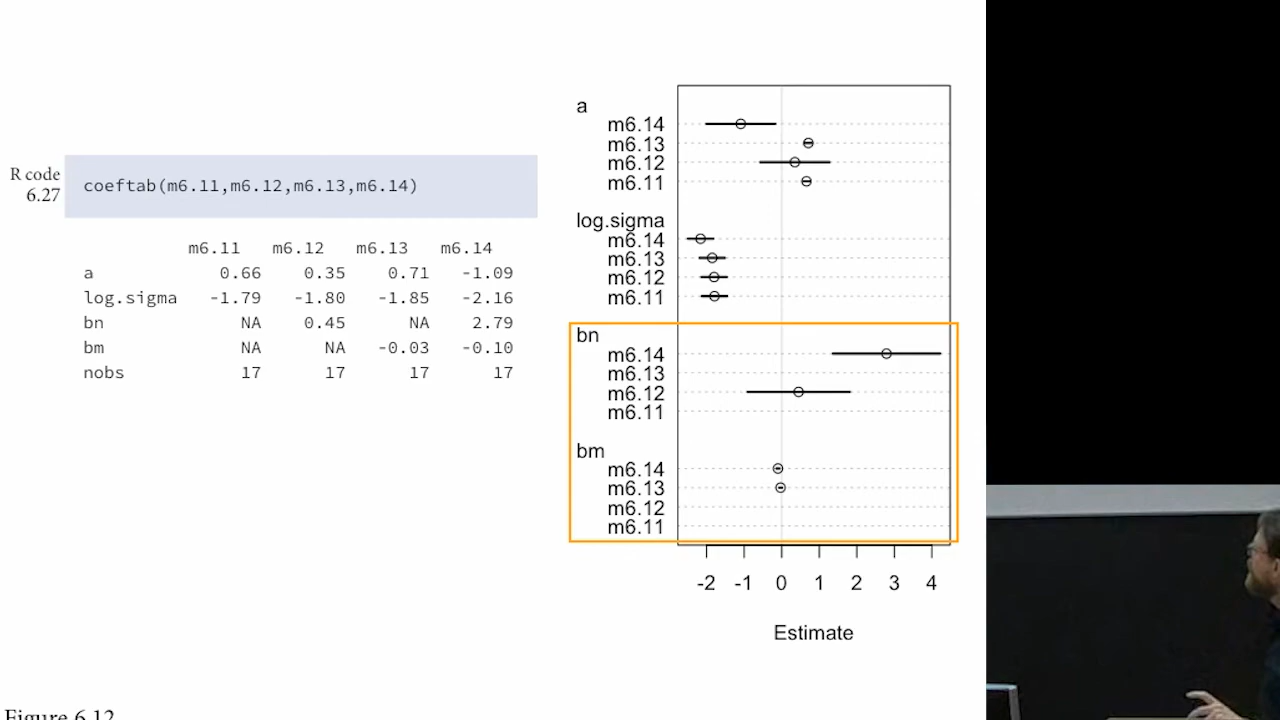 R code
6.27
coeftab(m6.11,m6.12,m6.13,m6.14)
m6.11 m6.12 m6.13 m6.14
a 0.66 0.35 0.71 -1.09
log.sigma -1.79 -1.80 -1.85 -2.16
bn NA 0.45 NA 2.79
bm NA NA -0.03 -0.10
nobs 17 17 17 17
a
m6.14
m6.13
m6.12
m6.11
log.sigma
m6.14
m6.13
m6.12
m6.11
bn
m6.14
m6.13
m6.12
m6.11
bm
m6.14
m6.13
m6.12
m6.11
-2 -1 0 1 2 3 4
Estimate
Figure 6.12